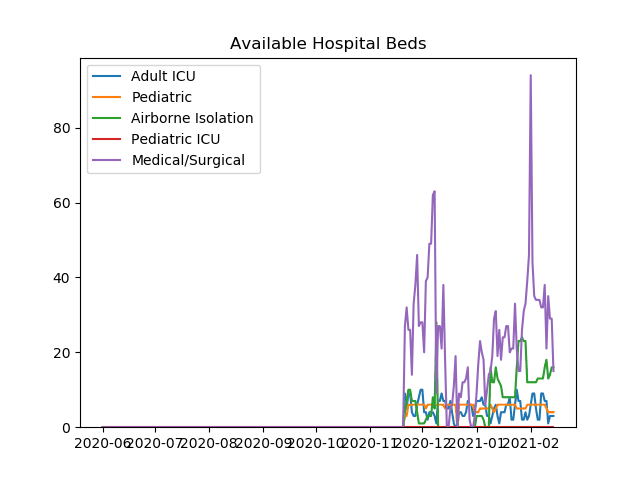 Available Hospital Beds
Adult ICU
Pediatric
Airborne Isolation
Pediatric ICU
Medical/Surgical
80
60
40
20
0
2020-06 2020-07 2020-08 2020-09 2020-10 2020-11 2020-12 2021-01 2021-02